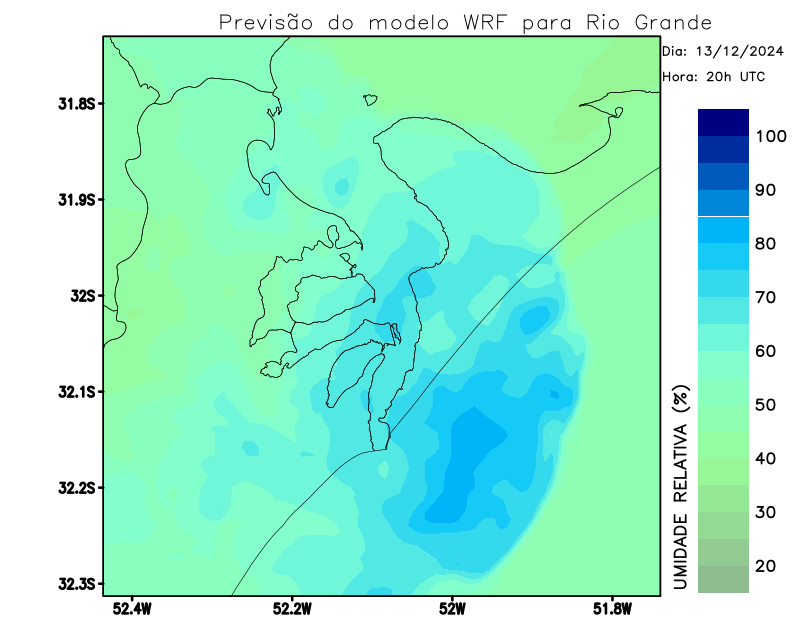 Previsão do modelo WRF para Rio Grande
Dia: 13/12/2024
Hora: 20h UTC
31.8S
31.9S
32S
32.1S
32.2S
32.3S
52.4W
52.2W
52W
51.8W
100
90
80
70
60
50
40
30
20
UMIDADE RELATIVA (%)